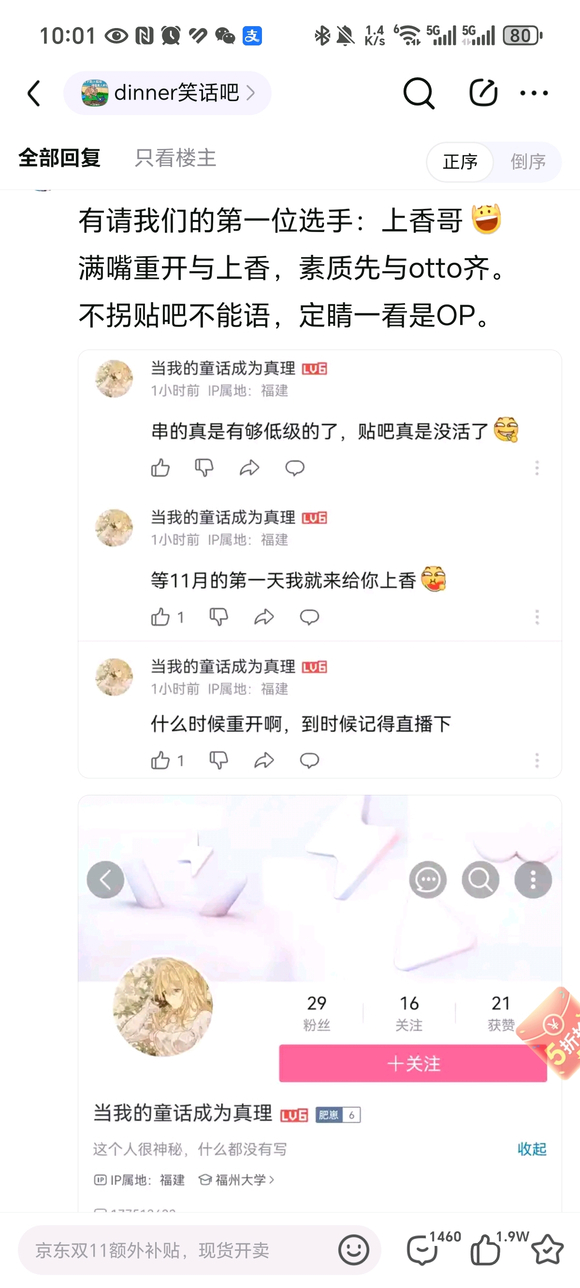 10:01
1.4 K/s
6
5G
5G
80
dinner笑话吧
全部回复
只看楼主
正序
倒序
有请我们的第一位选手：上香哥
满嘴重开与上香，素质先与otto齐。
不拐贴吧不能语，定睛一看是OP。
当我的童话成为真理 LV6
1小时前 IP属地：福建
串的真是有够低级的了，贴吧真是没活了
当我的童话成为真理 LV6
1小时前 IP属地：福建
等11月的第一天我就来给你上香
1
当我的童话成为真理 LV6
1小时前 IP属地：福建
什么时候重开啊，到时候记得直播下
1
29
16
21
粉丝
关注
获赞
＋关注
5折
当我的童话成为真理 LV6 肥崽 6
这个人很神秘，什么都没有写
收起
IP属地：福建 福州大学
京东双11额外补贴，现货开卖
1460
1.9W